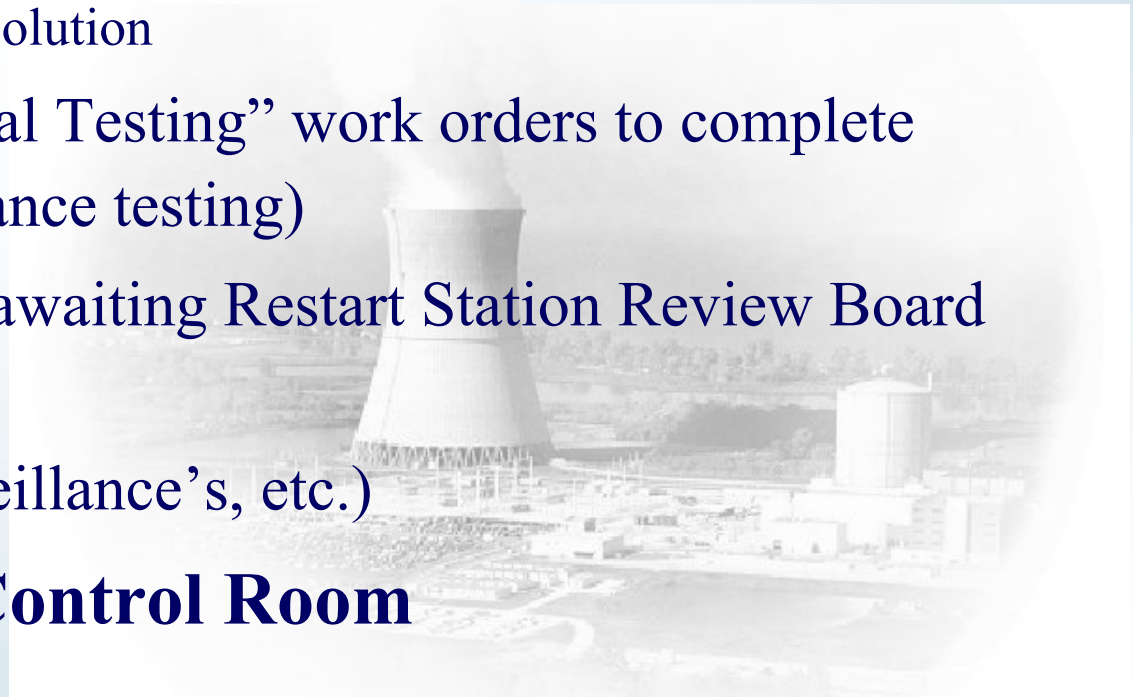 olution
al Testing” work orders to complete
ance testing)
awaiting Restart Station Review Board
eillance’s, etc.)
Control Room